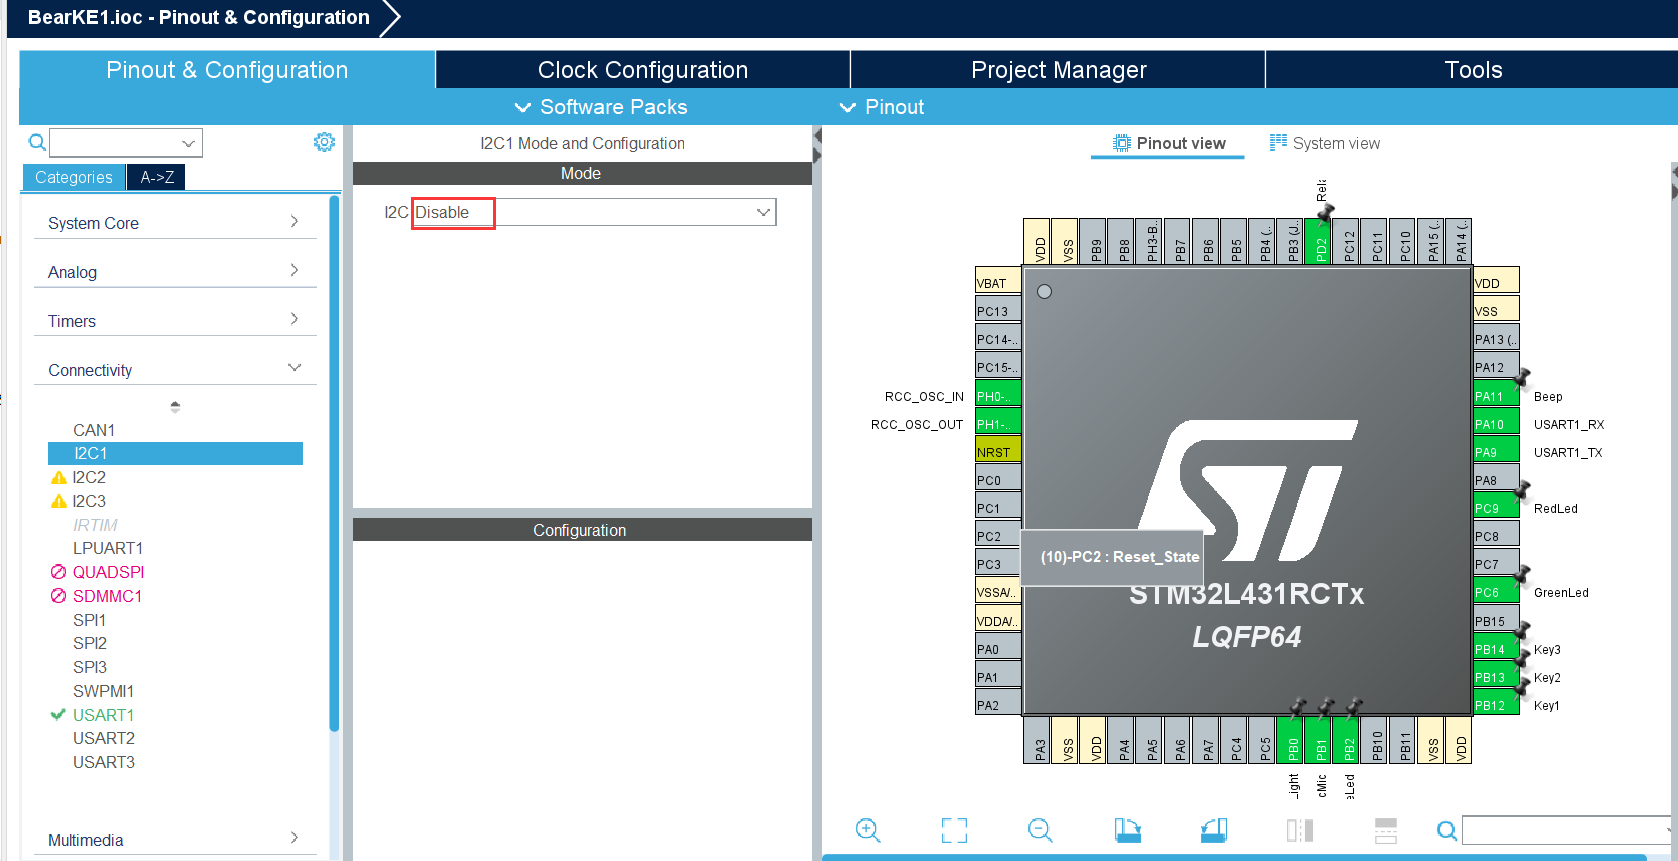 BearKE1.ioc - Pinout & Configuration
Pinout & Configuration
Clock Configuration
Project Manager
Tools
Software Packs
Pinout
Categories
A->Z
System Core
Analog
Timers
Connectivity
CAN1
I2C1
I2C2
I2C3
IRTIM
LPUART1
QUADSPI
SDMMC1
SPI1
SPI2
SPI3
SWPMI1
USART1
USART2
USART3
Multimedia
I2C1 Mode and Configuration
Mode
I2C Disable
Configuration
Pinout view
System view
Rela
VDD
VSS
PB9
PB8
PH3-B..
PB7
PB6
PB5
PB4 (..
PB3 (J..
PD2
PC12
PC11
PC10
PA15 (..
PA14 (..
VBAT
PC13
PC14-..
PC15-..
RCC_OSC_IN PH0-..
RCC_OSC_OUT PH1-..
NRST
PC0
PC1
PC2
PC3
VSSA/..
VDDA/..
PA0
PA1
PA2
ST
(10)-PC2 : Reset_State
STM32L431RCTx
LQFP64
VDD
VSS
PA13 (..
PA12
PA11 Beep
PA10 USART1_RX
PA9 USART1_TX
PA8
PC9 RedLed
PC8
PC7
PC6 GreenLed
PB15
PB14 Key3
PB13 Key2
PB12 Key1
PA3
VSS
VDD
PA4
PA5
PA6
PA7
PC4
PC5
PB0
PB1
PB2
PB10
PB11
VSS
VDD
Light
cMic
eLed